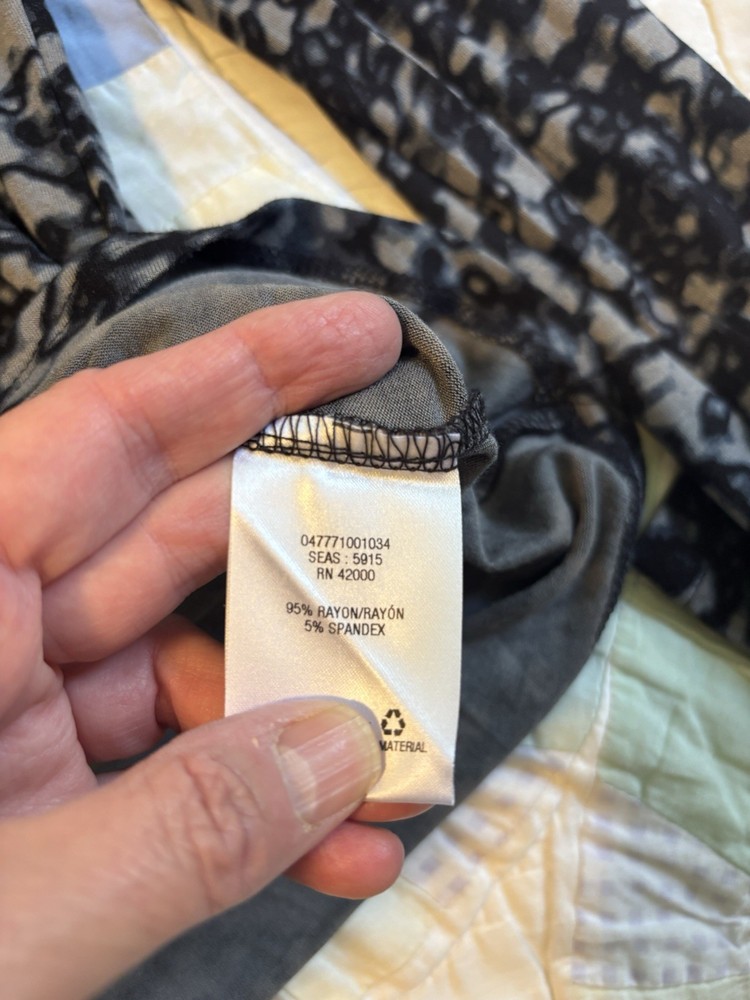 047771001034
SEAS : 5915
RN 42000
95% RAYON/RAYÓN
5% SPANDEX
MATERIAL